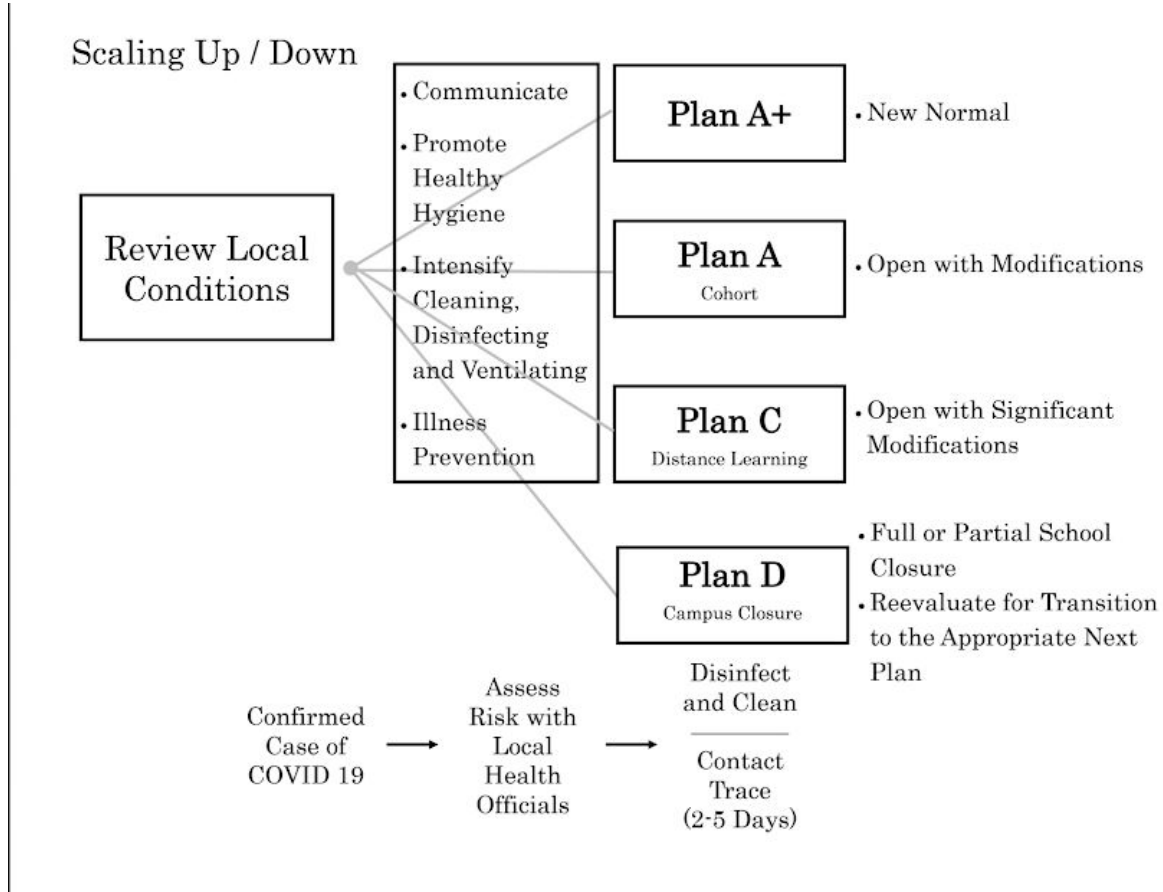 Scaling Up / Down
Review Local
Conditions
• Communicate
• Promote
Healthy
Hygiene
• Intensify
Cleaning,
Disinfecting
and Ventilating
• Illness
Prevention
Plan A+
• New Normal
Plan A
Cohort
• Open with Modifications
Plan C
Distance Learning
• Open with Significant
Modifications
Plan D
Campus Closure
• Full or Partial School
Closure
• Reevaluate for Transition
to the Appropriate Next
Plan
Confirmed
Case of
COVID 19
Assess
Risk with
Local
Health
Officials
Disinfect
and Clean
Contact
Trace
(2-5 Days)